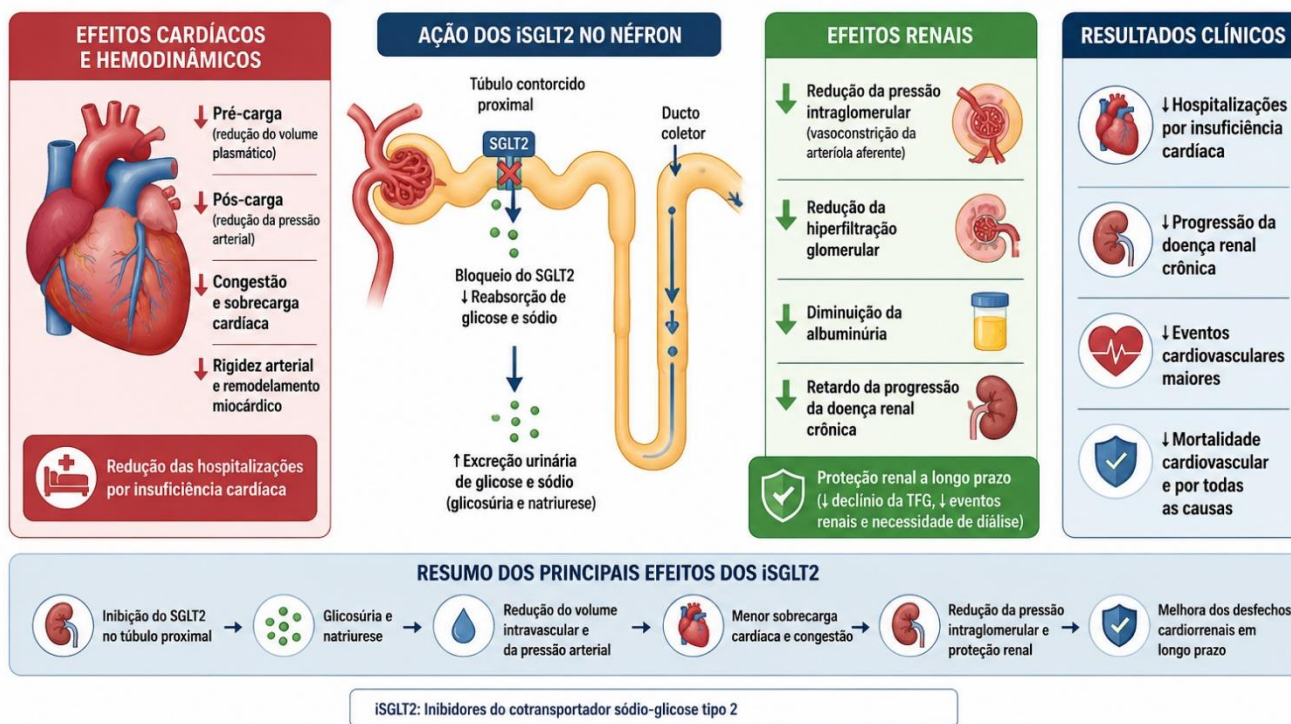 EFEITOS CARDÍACOS
E HEMODINÂMICOS
Pré-carga
(redução do volume
plasmático)
Pós-carga
(redução da pressão
arterial)
Congestão
e sobrecarga
cardíaca
Rigidez arterial
e remodelamento
miocárdico
Redução das hospitalizações
por insuficiência cardíaca
AÇÃO DOS iSGLT2 NO NÉFRON
Túbulo contorcido
proximal
SGLT2
Ducto
coletor
Bloqueio do SGLT2
↓ Reabsorção de
glicose e sódio
↑ Excreção urinária
de glicose e sódio
(glicosúria e natriurese)
EFEITOS RENAIS
Redução da pressão
intraglomerular
(vasoconstrição da
arteríola aferente)
Redução da
hiperfiltração
glomerular
Diminuição da
albuminúria
Retardo da progressão
da doença renal
crônica
Proteção renal a longo prazo
(↓ declínio da TFG, ↓ eventos
renais e necessidade de diálise)
RESULTADOS CLÍNICOS
↓ Hospitalizações
por insuficiência
cardíaca
↓ Progressão da
doença renal
crônica
↓ Eventos
cardiovasculares
maiores
↓ Mortalidade
cardiovascular
e por todas
as causas
RESUMO DOS PRINCIPAIS EFEITOS DOS iSGLT2
Inibição do SGLT2
no túbulo proximal
Glicosúria e
natriurese
Redução do volume
intravascular e
da pressão arterial
Menor sobrecarga
cardíaca e congestão
Redução da pressão
intraglomerular e
proteção renal
Melhora dos desfechos
cardiorrenais em
longo prazo
iSGLT2: Inibidores do cotransportador sódio-glicose tipo 2